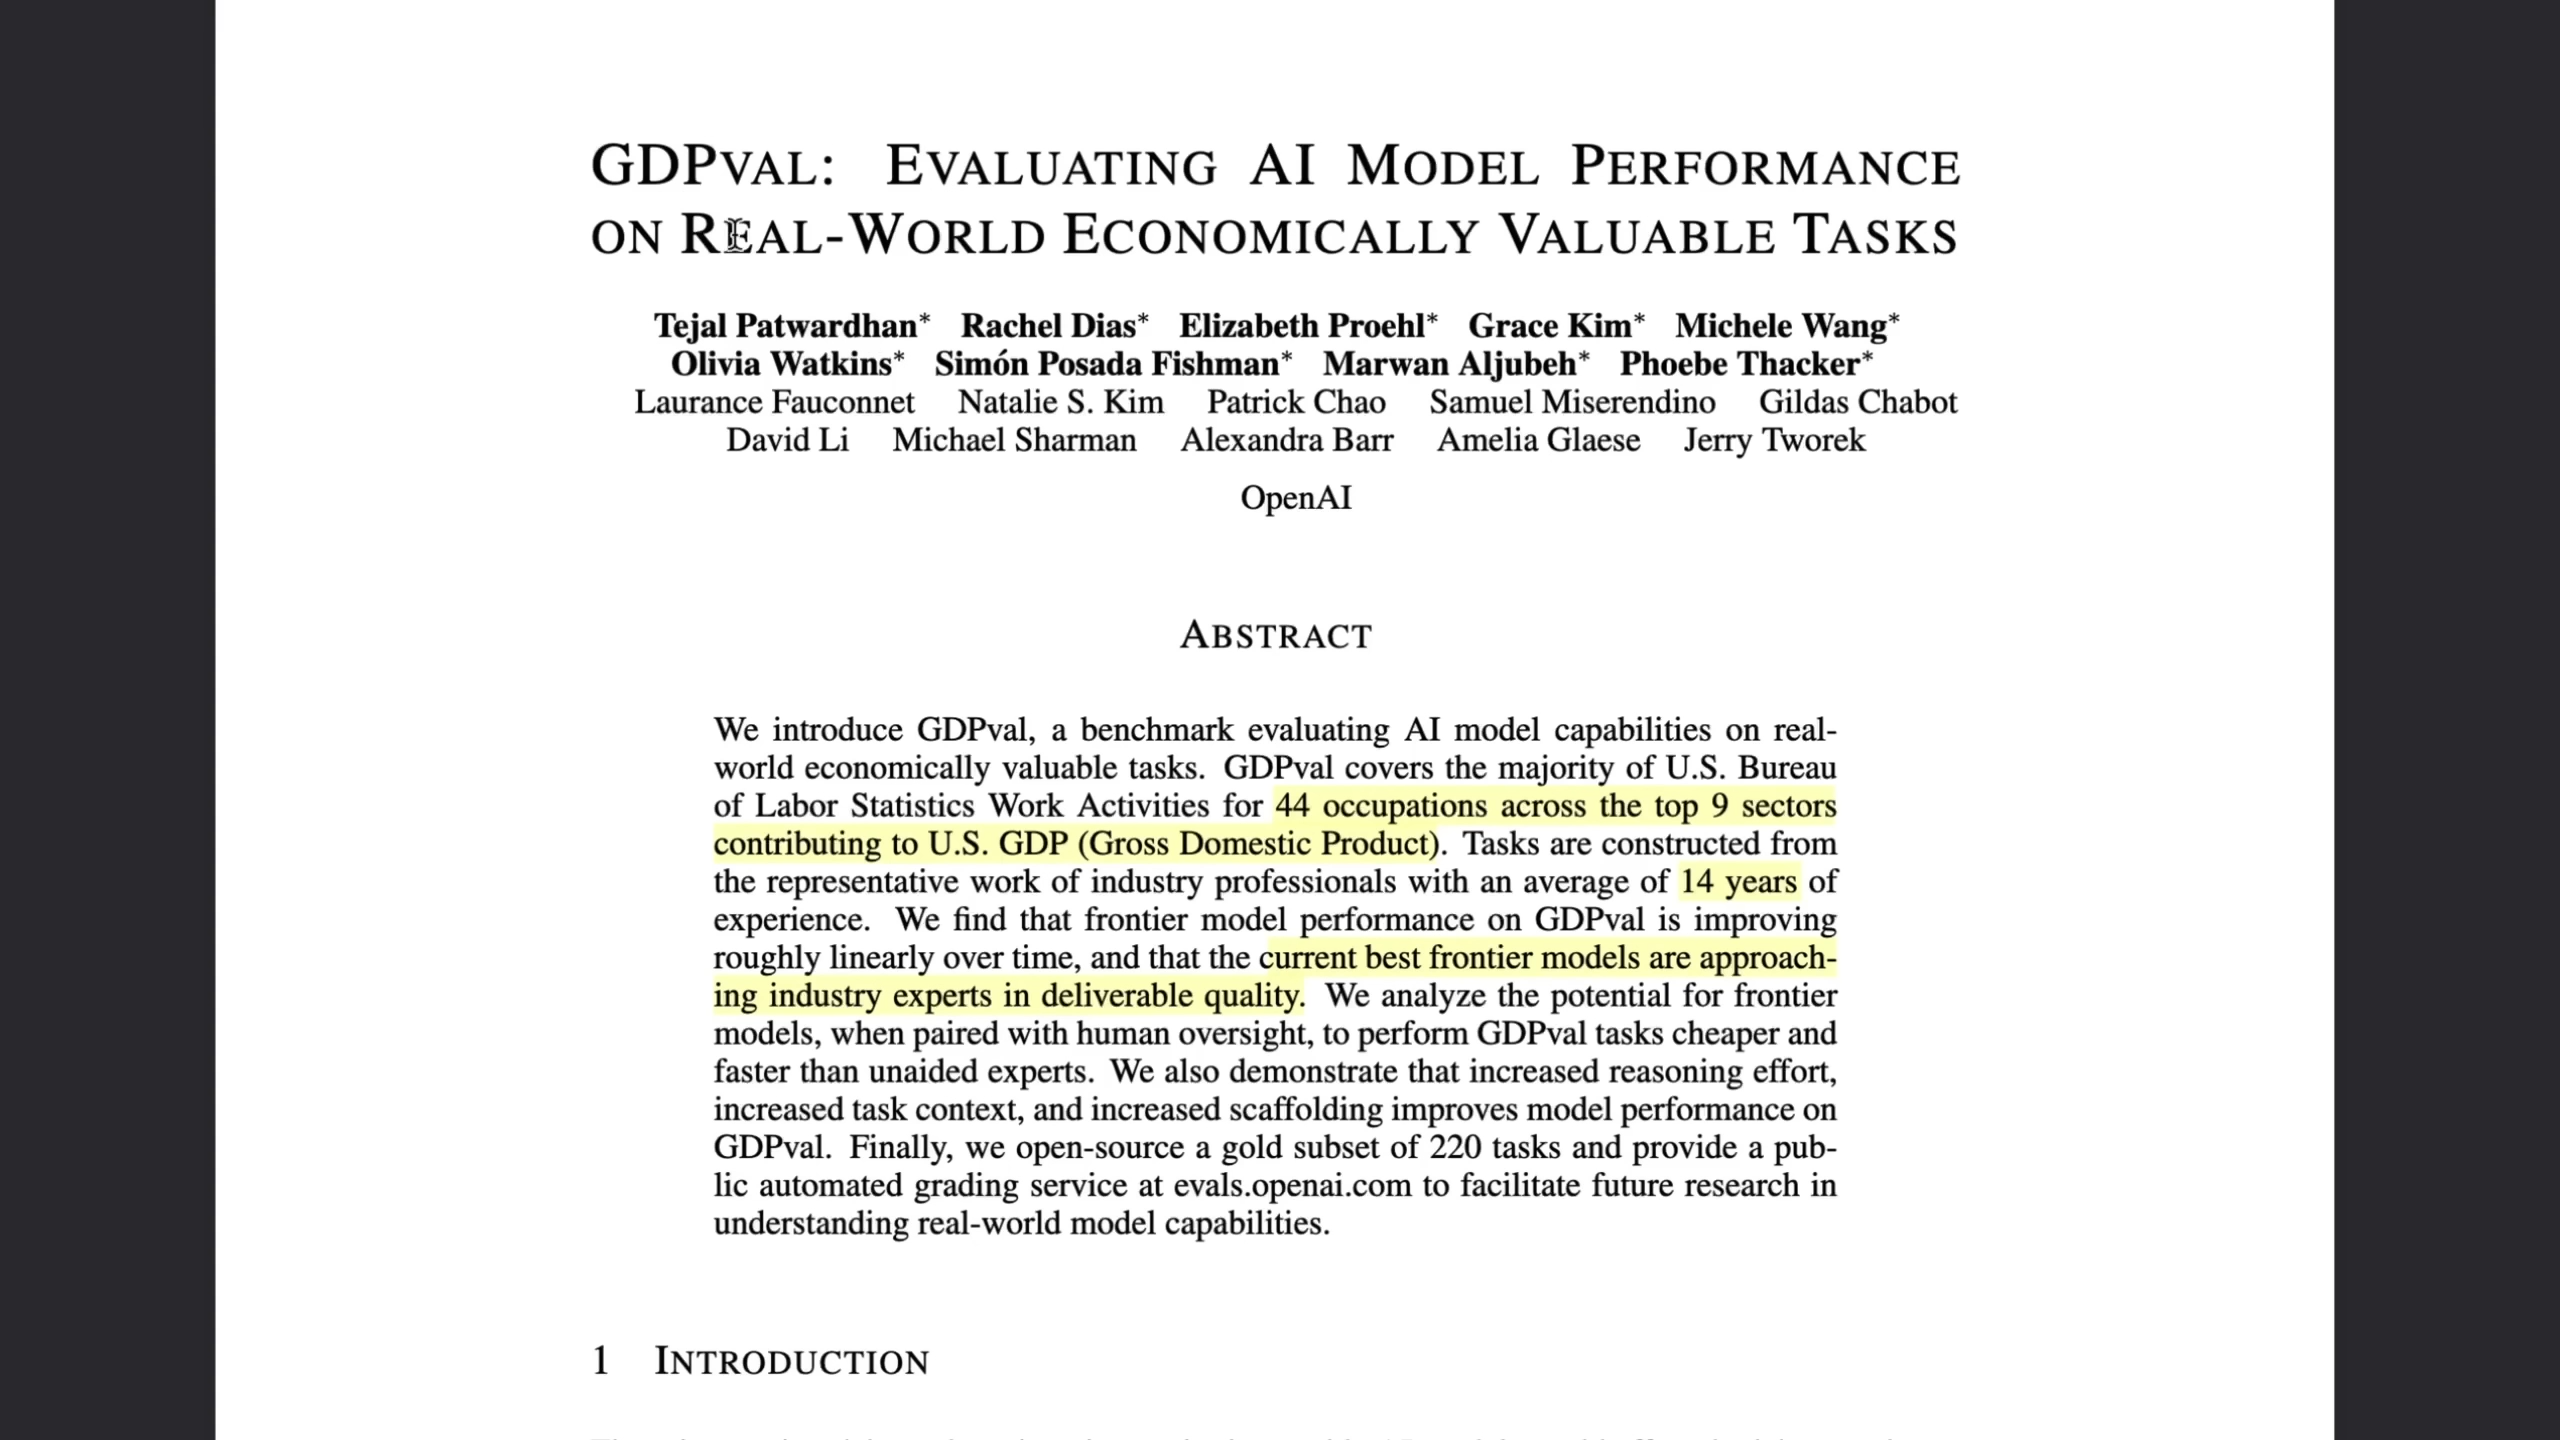 GDPVAL: EVALUATING AI MODEL PERFORMANCE
ON REAL-WORLD ECONOMICALLY VALUABLE TASKS
Tejal Patwardhan* Rachel Dias* Elizabeth Proehl* Grace Kim* Michele Wang*
Olivia Watkins* Simón Posada Fishman* Marwan Aljubeh* Phoebe Thacker*
Laurance Fauconnet Natalie S. Kim Patrick Chao Samuel Miserendino Gildas Chabot
David Li Michael Sharman Alexandra Barr Amelia Glaese Jerry Tworek
OpenAI
ABSTRACT
We introduce GDPval, a benchmark evaluating AI model capabilities on real-
world economically valuable tasks. GDPval covers the majority of U.S. Bureau
of Labor Statistics Work Activities for 44 occupations across the top 9 sectors
contributing to U.S. GDP (Gross Domestic Product). Tasks are constructed from
the representative work of industry professionals with an average of 14 years of
experience. We find that frontier model performance on GDPval is improving
roughly linearly over time, and that the current best frontier models are approach-
ing industry experts in deliverable quality. We analyze the potential for frontier
models, when paired with human oversight, to perform GDPval tasks cheaper and
faster than unaided experts. We also demonstrate that increased reasoning effort,
increased task context, and increased scaffolding improves model performance on
GDPval. Finally, we open-source a gold subset of 220 tasks and provide a pub-
lic automated grading service at evals.openai.com to facilitate future research in
understanding real-world model capabilities.
1 INTRODUCTION